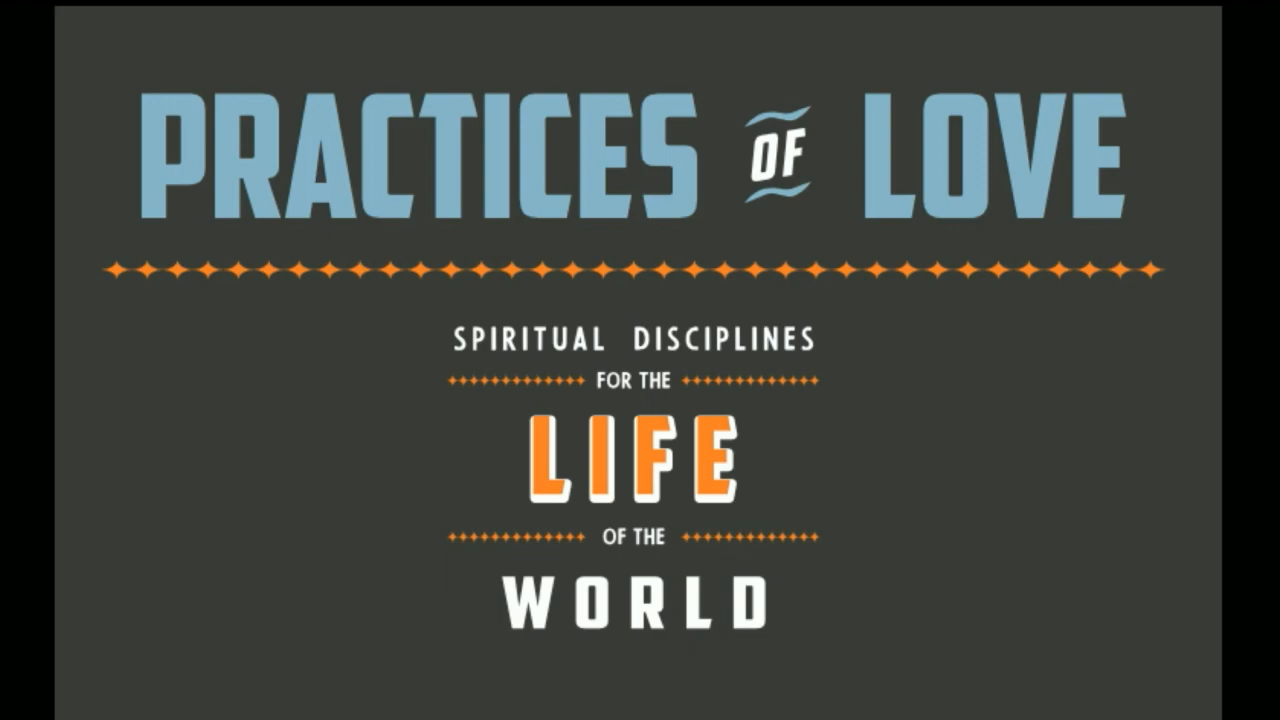 PRACTICES OF LOVE
SPIRITUAL DISCIPLINES
FOR THE
LIFE
OF THE
WORLD